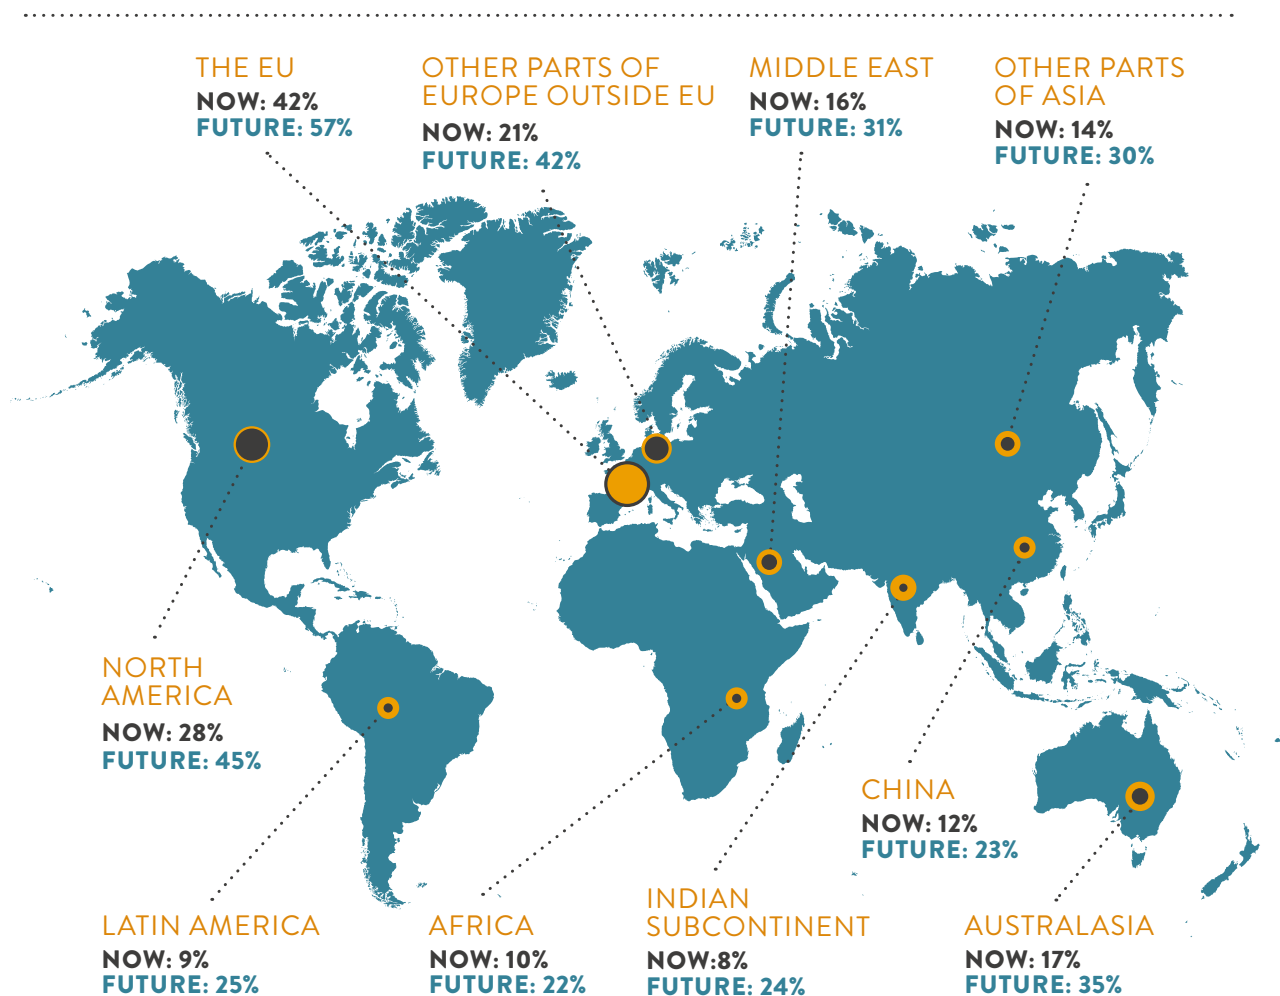 THE EU
NOW: 42%
FUTURE: 57%
OTHER PARTS OF
EUROPE OUTSIDE EU
NOW: 21%
FUTURE: 42%
MIDDLE EAST
NOW: 16%
FUTURE: 31%
OTHER PARTS
OF ASIA
NOW: 14%
FUTURE: 30%
NORTH
AMERICA
NOW: 28%
FUTURE: 45%
CHINA
NOW: 12%
FUTURE: 23%
LATIN AMERICA
NOW: 9%
FUTURE: 25%
AFRICA
NOW: 10%
FUTURE: 22%
INDIAN
SUBCONTINENT
NOW:8%
FUTURE: 24%
AUSTRALASIA
NOW: 17%
FUTURE: 35%